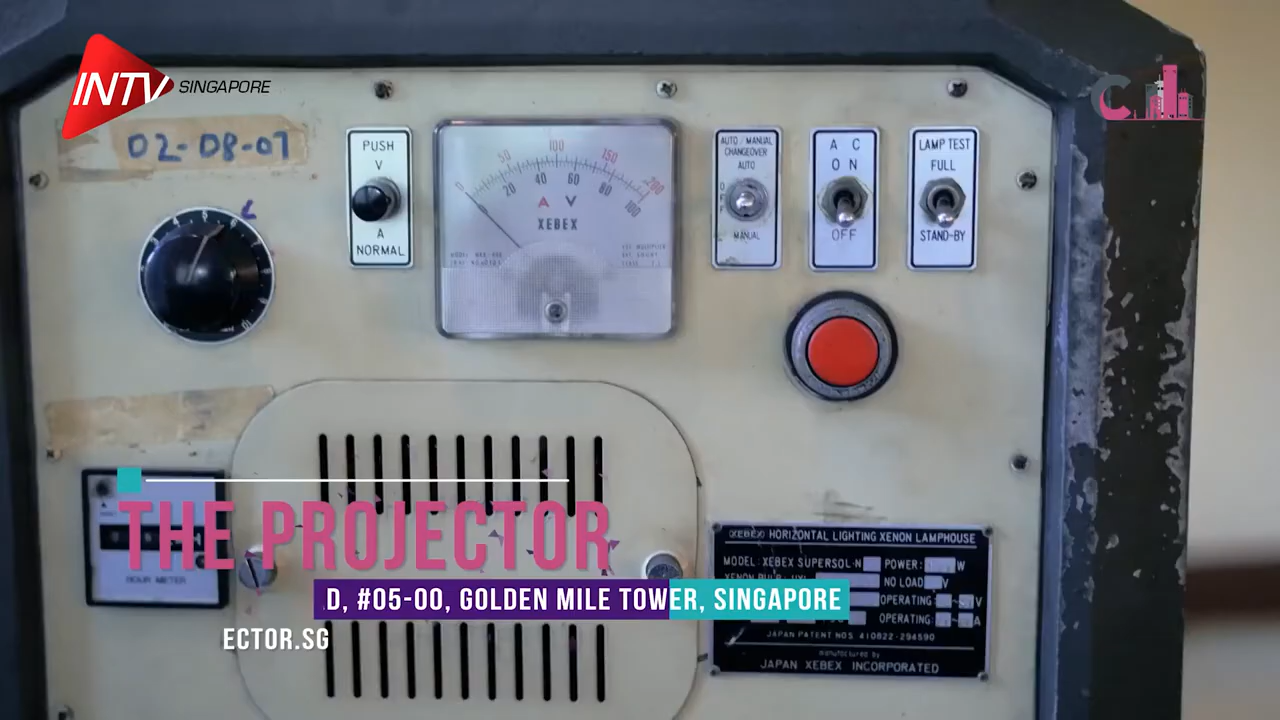 INTV SINGAPORE
02-08-07
PUSH
V
A
NORMAL
0 50 100 150 200
20 40 60 80 100
A V
XEBEX
AUTO / MANUAL
CHANGEOVER
AUTO
OFF
MANUAL
A C
ON
OFF
LAMP TEST
FULL
STAND-BY
THE PROJECTOR
HOUR METER
D, #05-00, GOLDEN MILE TOWER, SINGAPORE
ECTOR.SG
XEBEX HORIZONTAL LIGHTING XENON LAMPHOUSE
MODEL: XEBEX SUPERSOL-N POWER: W
NO LOAD V
OPERATING: ~ V
OPERATING: ~ A
JAPAN PATENT NOS 410822·294590
manufactured by
JAPAN XEBEX INCORPORATED